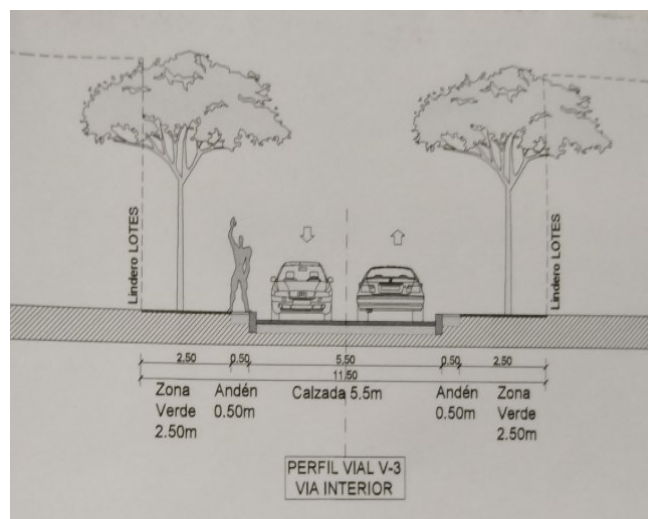 Lindero LOTES
Lindero LOTES
2.50 0.50 5.50 0.50 2.50
11.50
Zona
Verde
2.50m
Andén
0.50m
Calzada 5.5m
Andén
0.50m
Zona
Verde
2.50m
PERFIL VIAL V-3
VIA INTERIOR